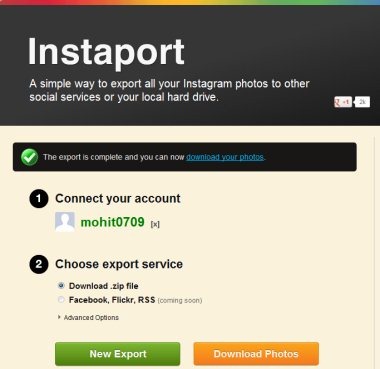 Instaport
A simple way to export all your Instagram photos to other
social services or your local hard drive.
+1
2k
The export is complete and you can now download your photos.
1 Connect your account
mohit0709 [x]
2 Choose export service
Download .zip file
Facebook, Flickr, RSS (coming soon)
Advanced Options
New Export
Download Photos